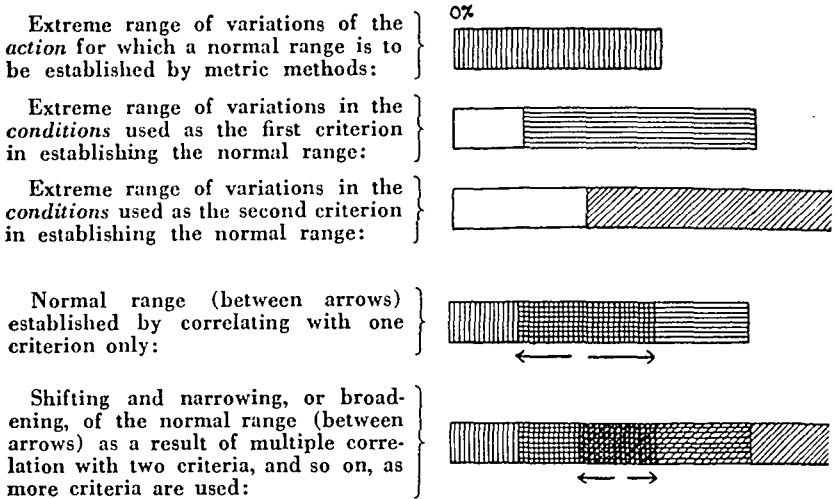 0%
Extreme range of variations of the
action for which a normal range is to
be established by metric methods:
Extreme range of variations in the
conditions used as the first criterion
in establishing the normal range:
Extreme range of variations in the
conditions used as the second criterion
in establishing the normal range:
Normal range (between arrows)
established by correlating with one
criterion only:
Shifting and narrowing, or broad-
ening, of the normal range (between
arrows) as a result of multiple corre-
lation with two criteria, and so on, as
more criteria are used: